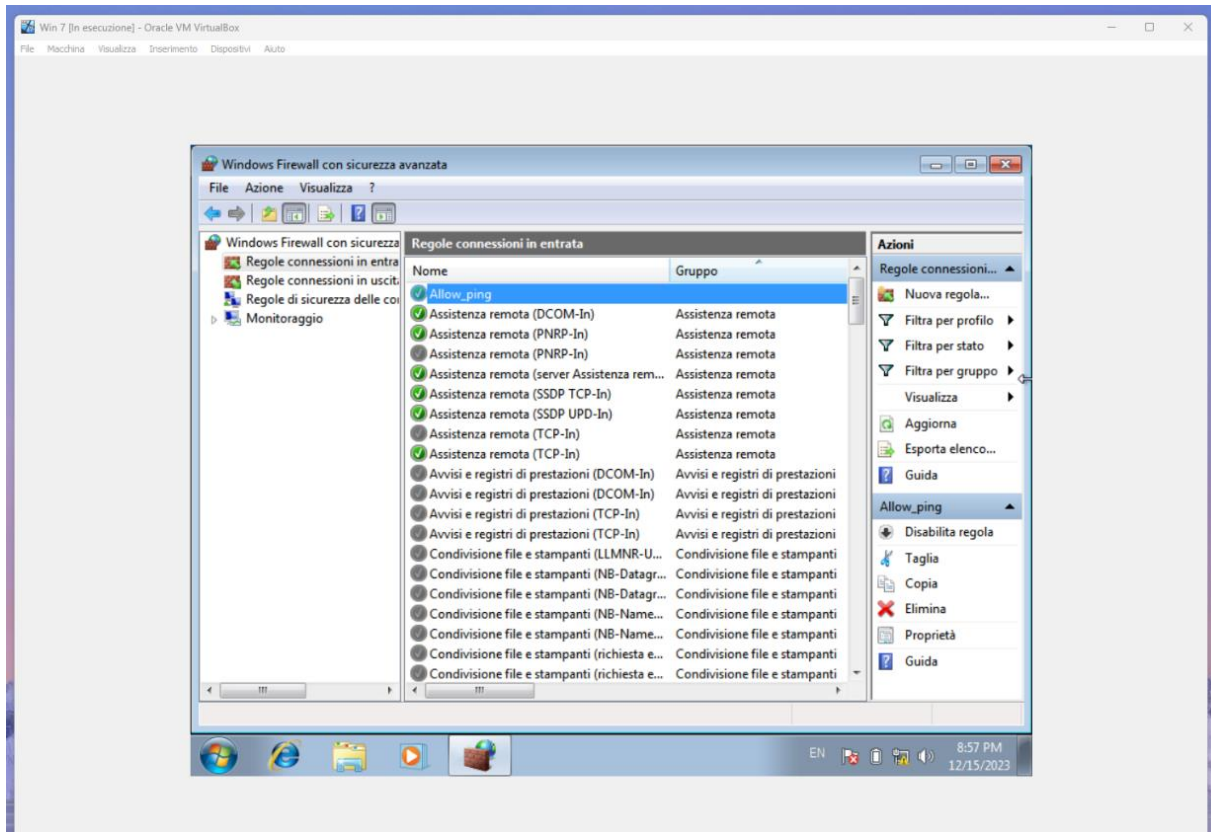 Win 7 [In esecuzione] - Oracle VM VirtualBox
File Macchina Visualizza Inserimento Dispositivi Aiuto
Windows Firewall con sicurezza avanzata
File Azione Visualizza ?
Windows Firewall con sicurezza
Regole connessioni in entra
Regole connessioni in uscit
Regole di sicurezza delle co
Monitoraggio
Regole connessioni in entrata
Nome Gruppo
Allow_ping
Assistenza remota (DCOM-In) Assistenza remota
Assistenza remota (PNRP-In) Assistenza remota
Assistenza remota (PNRP-In) Assistenza remota
Assistenza remota (server Assistenza rem... Assistenza remota
Assistenza remota (SSDP TCP-In) Assistenza remota
Assistenza remota (SSDP UPD-In) Assistenza remota
Assistenza remota (TCP-In) Assistenza remota
Assistenza remota (TCP-In) Assistenza remota
Avvisi e registri di prestazioni (DCOM-In) Avvisi e registri di prestazioni
Avvisi e registri di prestazioni (DCOM-In) Avvisi e registri di prestazioni
Avvisi e registri di prestazioni (TCP-In) Avvisi e registri di prestazioni
Avvisi e registri di prestazioni (TCP-In) Avvisi e registri di prestazioni
Condivisione file e stampanti (LLMNR-U... Condivisione file e stampanti
Condivisione file e stampanti (NB-Datagr... Condivisione file e stampanti
Condivisione file e stampanti (NB-Datagr... Condivisione file e stampanti
Condivisione file e stampanti (NB-Name... Condivisione file e stampanti
Condivisione file e stampanti (NB-Name... Condivisione file e stampanti
Condivisione file e stampanti (richiesta e... Condivisione file e stampanti
Condivisione file e stampanti (richiesta e... Condivisione file e stampanti
Azioni
Regole connessioni...
Nuova regola...
Filtra per profilo
Filtra per stato
Filtra per gruppo
Visualizza
Aggiorna
Esporta elenco...
Guida
Allow_ping
Disabilita regola
Taglia
Copia
Elimina
Proprietà
Guida
EN
8:57 PM
12/15/2023